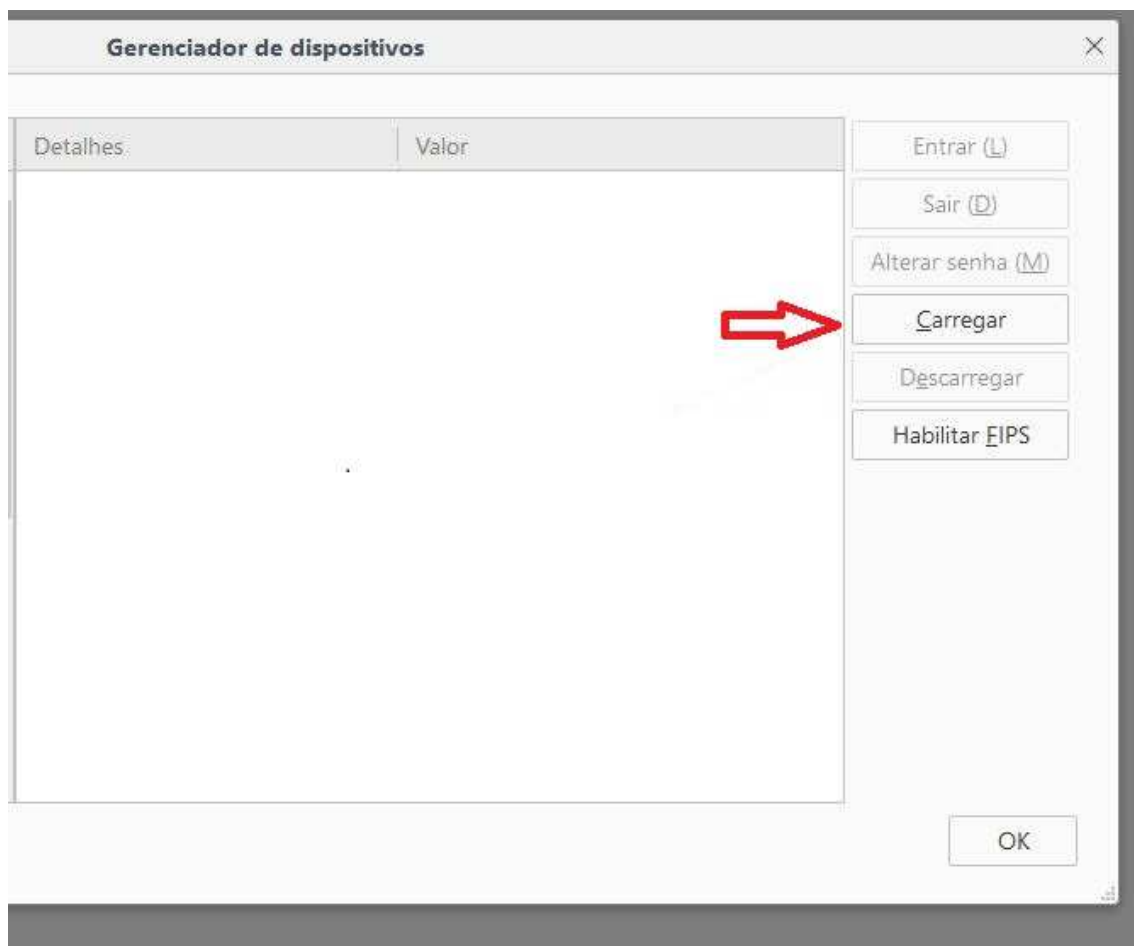 Gerenciador de dispositivos
Detalhes
Valor
Entrar (L)
Sair (D)
Alterar senha (M)
Carregar
Descarregar
Habilitar FIPS
OK